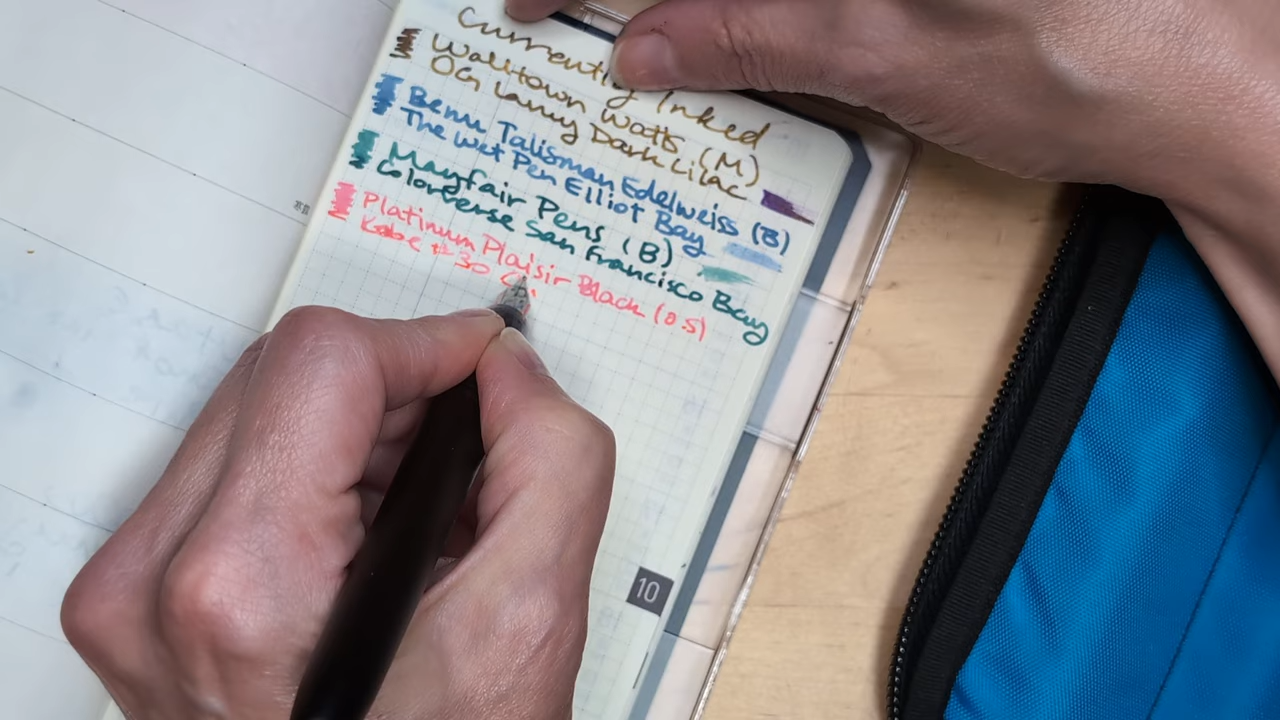 Currently Inked
Walltown Watts (M)
OG Lamy Dark Lilac
Benu Talisman Edelweiss (B)
The Wet Pen Elliot Bay
Mayfair Pens (B)
Colorverse San Francisco Bay
Platinum Plaisir Black (0.5)
Kobe #30
10